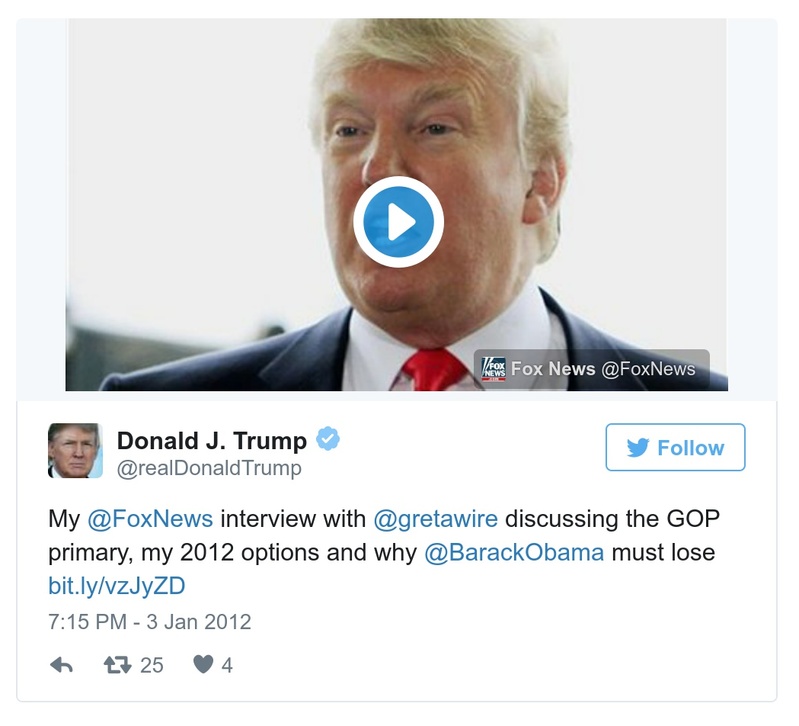 FOX NEWS Fox News @FoxNews
Donald J. Trump
@realDonaldTrump
Follow
My @FoxNews interview with @gretawire discussing the GOP
primary, my 2012 options and why @BarackObama must lose
bit.ly/vzJyZD
7:15 PM - 3 Jan 2012
25 4